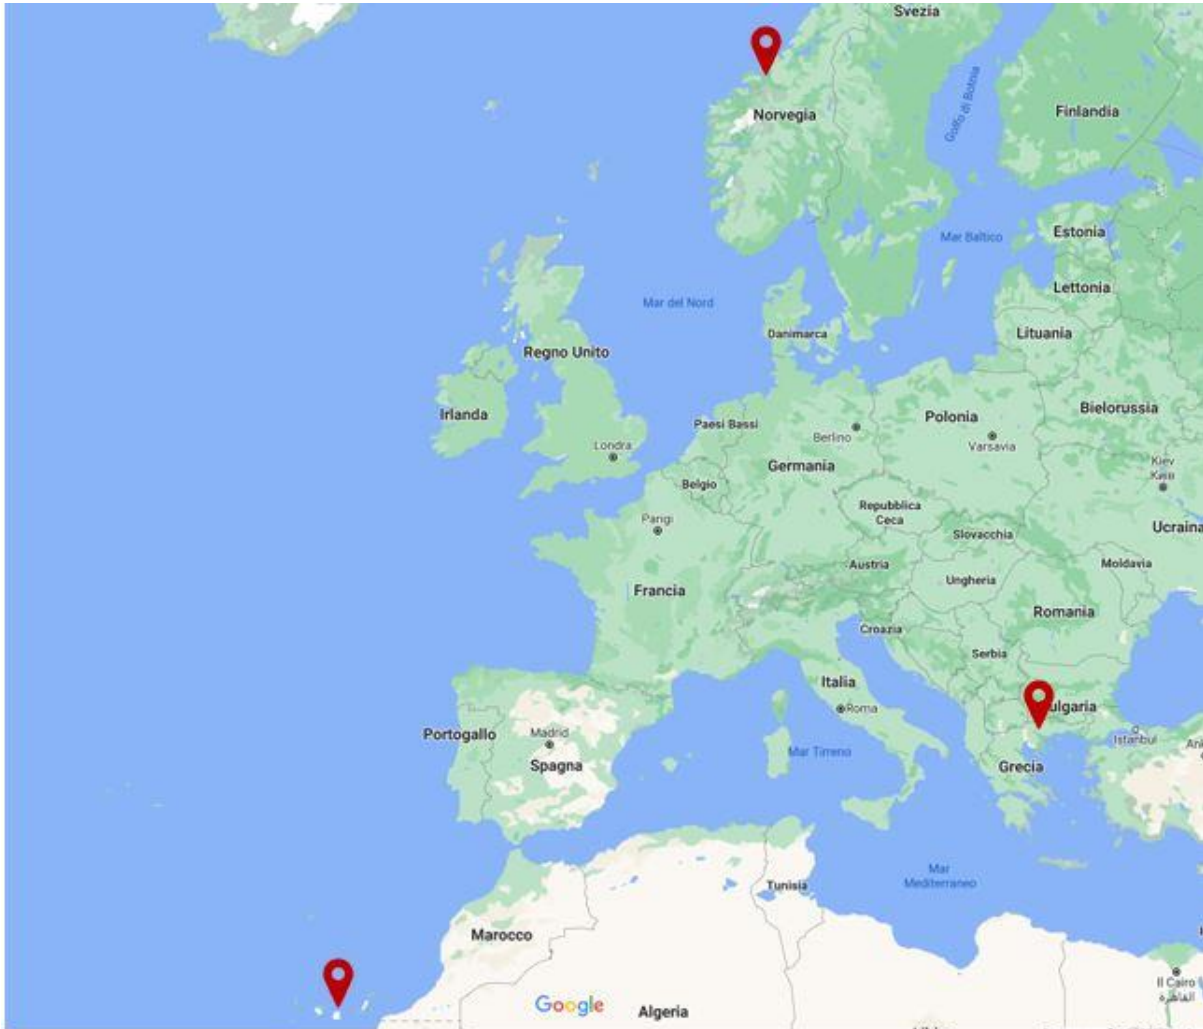 Svezia
Norvegia
Finlandia
Golfo di Botnia
Estonia
Mar Baltico
Lettonia
Mar del Nord
Danimarca
Lituania
Regno Unito
Irlanda
Bielorussia
Polonia
Paesi Bassi
Berlino
Varsavia
Londra
Germania
Kiev
Київ
Belgio
Repubblica
Ceca
Parigi
Ucraina
Slovacchia
Moldavia
Austria
Ungheria
Francia
Romania
Croazia
Serbia
Italia
ulgaria
Roma
Portogallo
Madrid
Istanbul
Mar Tirreno
Spagna
Grecia
Mar
Mediterraneo
Tunisia
Marocco
Il Cairo
القاهرة
Google
Algeria